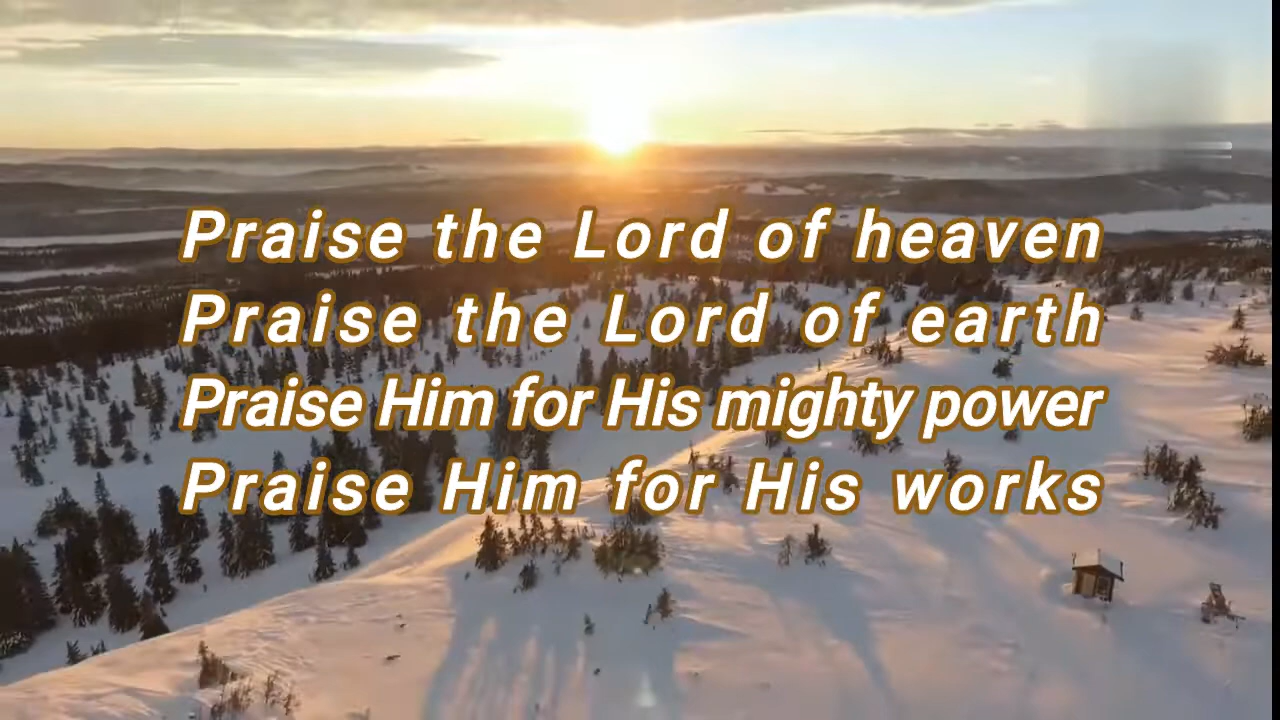 Praise the Lord of heaven
Praise the Lord of earth
Praise Him for His mighty power
Praise Him for His works